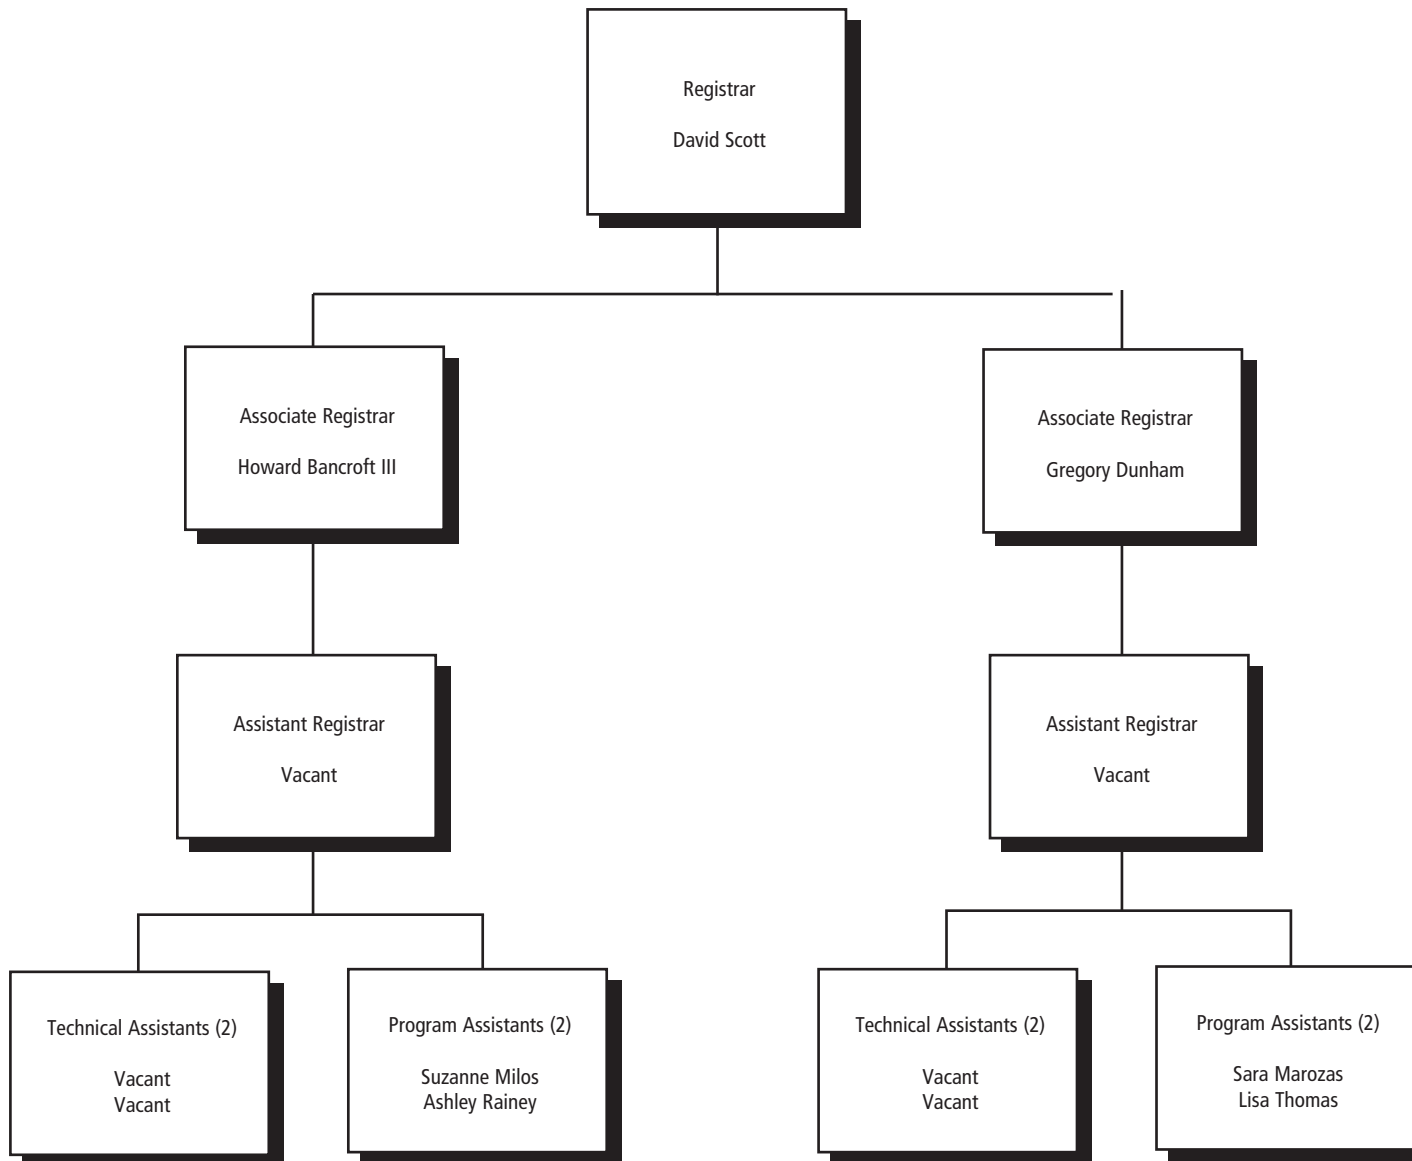 Registrar
David Scott
Associate Registrar
Howard Bancroft III
Associate Registrar
Gregory Dunham
Assistant Registrar
Vacant
Assistant Registrar
Vacant
Technical Assistants (2)
Vacant
Vacant
Program Assistants (2)
Suzanne Milos
Ashley Rainey
Technical Assistants (2)
Vacant
Vacant
Program Assistants (2)
Sara Marozas
Lisa Thomas